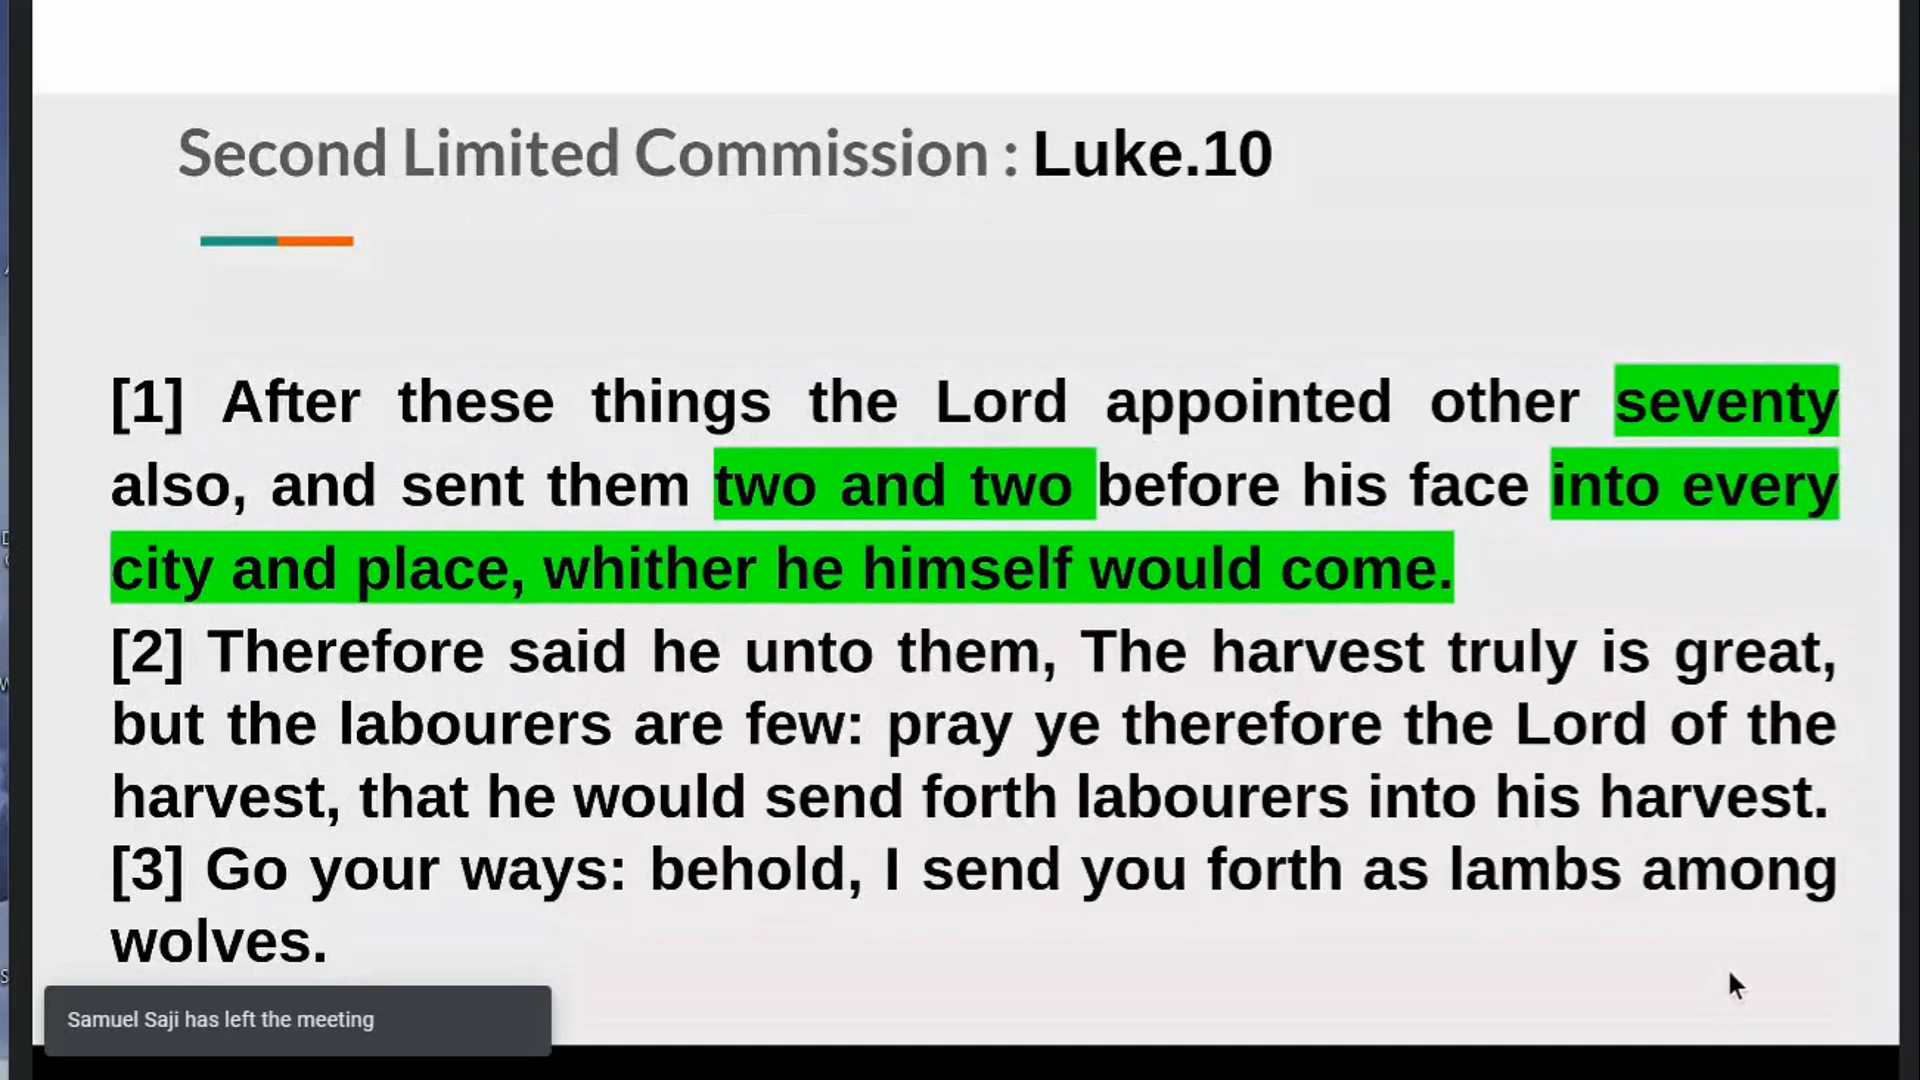 Second Limited Commission : Luke.10
[1] After these things the Lord appointed other seventy
also, and sent them two and two before his face into every
city and place, whither he himself would come.
[2] Therefore said he unto them, The harvest truly is great,
but the labourers are few: pray ye therefore the Lord of the
harvest, that he would send forth labourers into his harvest.
[3] Go your ways: behold, I send you forth as lambs among
wolves.
Samuel Saji has left the meeting